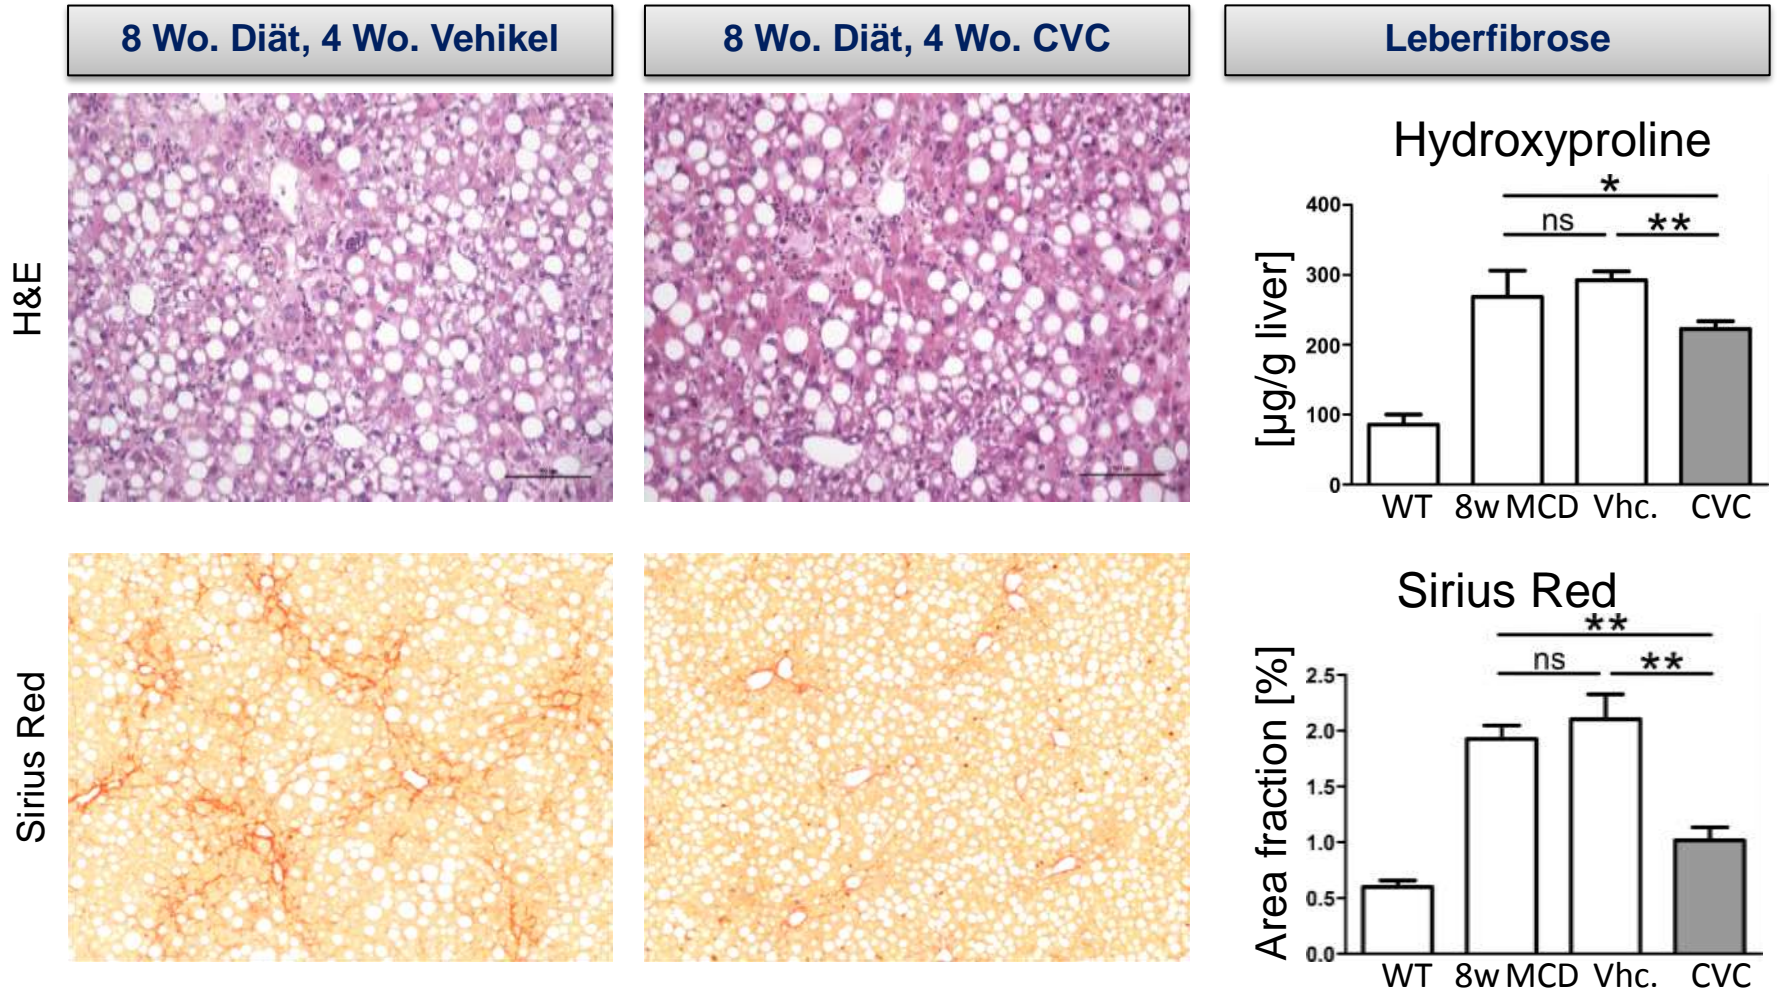 8 Wo. Diät, 4 Wo. Vehikel
8 Wo. Diät, 4 Wo. CVC
Leberfibrose
H&E
Hydroxyproline
*
ns
**
[µg/g liver]
400
300
200
100
0
WT 8w MCD Vhc. CVC
Sirius Red
Sirius Red
**
ns
**
Area fraction [%]
2.5
2.0
1.5
1.0
0.5
0.0
WT 8w MCD Vhc. CVC